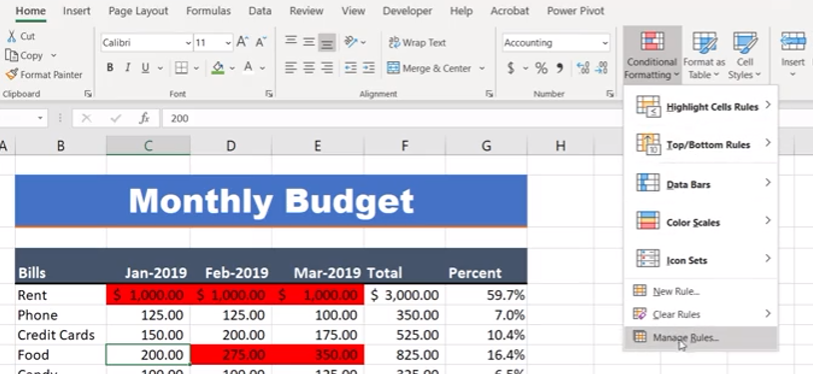 Home Insert Page Layout Formulas Data Review View Developer Help Acrobat Power Pivot
Cut
Copy
Format Painter
Clipboard
Calibri 11 A A
B I U A
Font
Wrap Text
Merge & Center
Alignment
Accounting
$ % 9
Number
Conditional Formatting
Format as Table
Cell Styles
Insert
Highlight Cells Rules
Top/Bottom Rules
Data Bars
Color Scales
Icon Sets
New Rule...
Clear Rules
Manage Rules...
fx 200
A B C D E F G H
Monthly Budget
Bills Jan-2019 Feb-2019 Mar-2019 Total Percent
Rent $ 1,000.00 $ 1,000.00 $ 1,000.00 $ 3,000.00 59.7%
Phone 125.00 125.00 100.00 350.00 7.0%
Credit Cards 150.00 200.00 175.00 525.00 10.4%
Food 200.00 275.00 350.00 825.00 16.4%